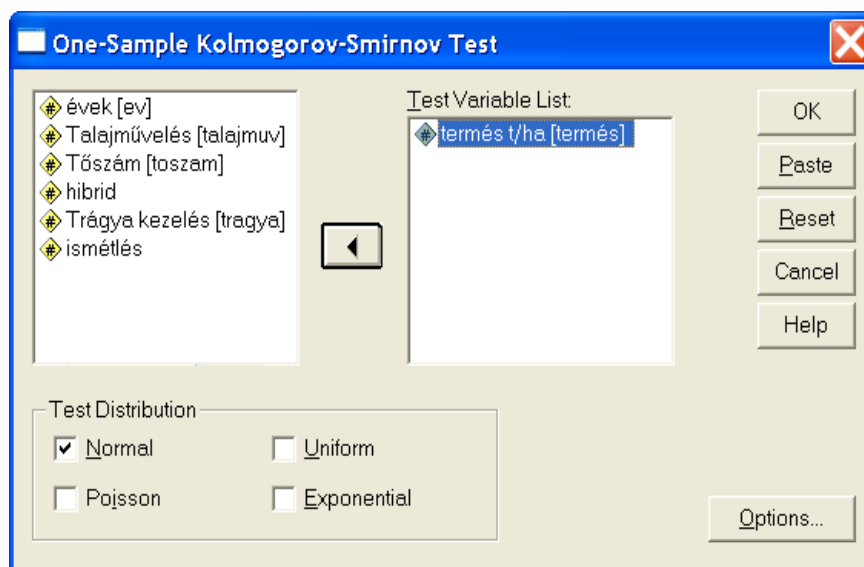 One-Sample Kolmogorov-Smirnov Test
évek [ev]
Talajművelés [talajmuv]
Tőszám [toszam]
hibrid
Trágya kezelés [tragya]
ismétlés
Test Variable List:
termés t/ha [termés]
OK
Paste
Reset
Cancel
Help
Test Distribution
Normal
Uniform
Poisson
Exponential
Options...